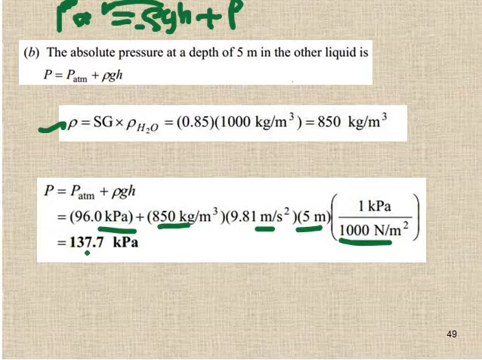 Pa = -ρgh + P
(b) The absolute pressure at a depth of 5 m in the other liquid is
P = Patm + ρgh
ρ = SG × ρH₂O = (0.85)(1000 kg/m³) = 850 kg/m³
P = Patm + ρgh
= (96.0 kPa) + (850 kg/m³)(9.81 m/s²)(5 m)(1 kPa / 1000 N/m²)
= 137.7 kPa
49